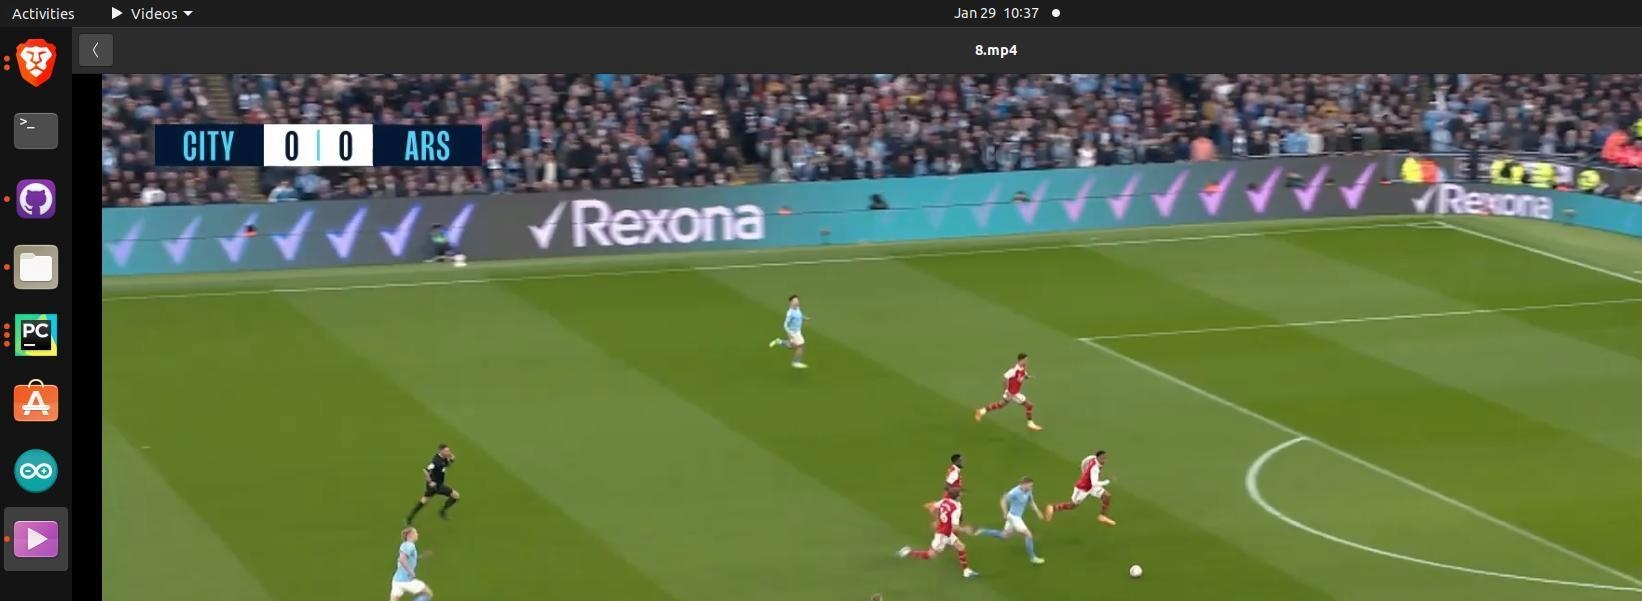 Activities
Videos
Jan 29 10:37
8.mp4
>_
PC
CITY 0 | 0 ARS
Rexona
Rexona